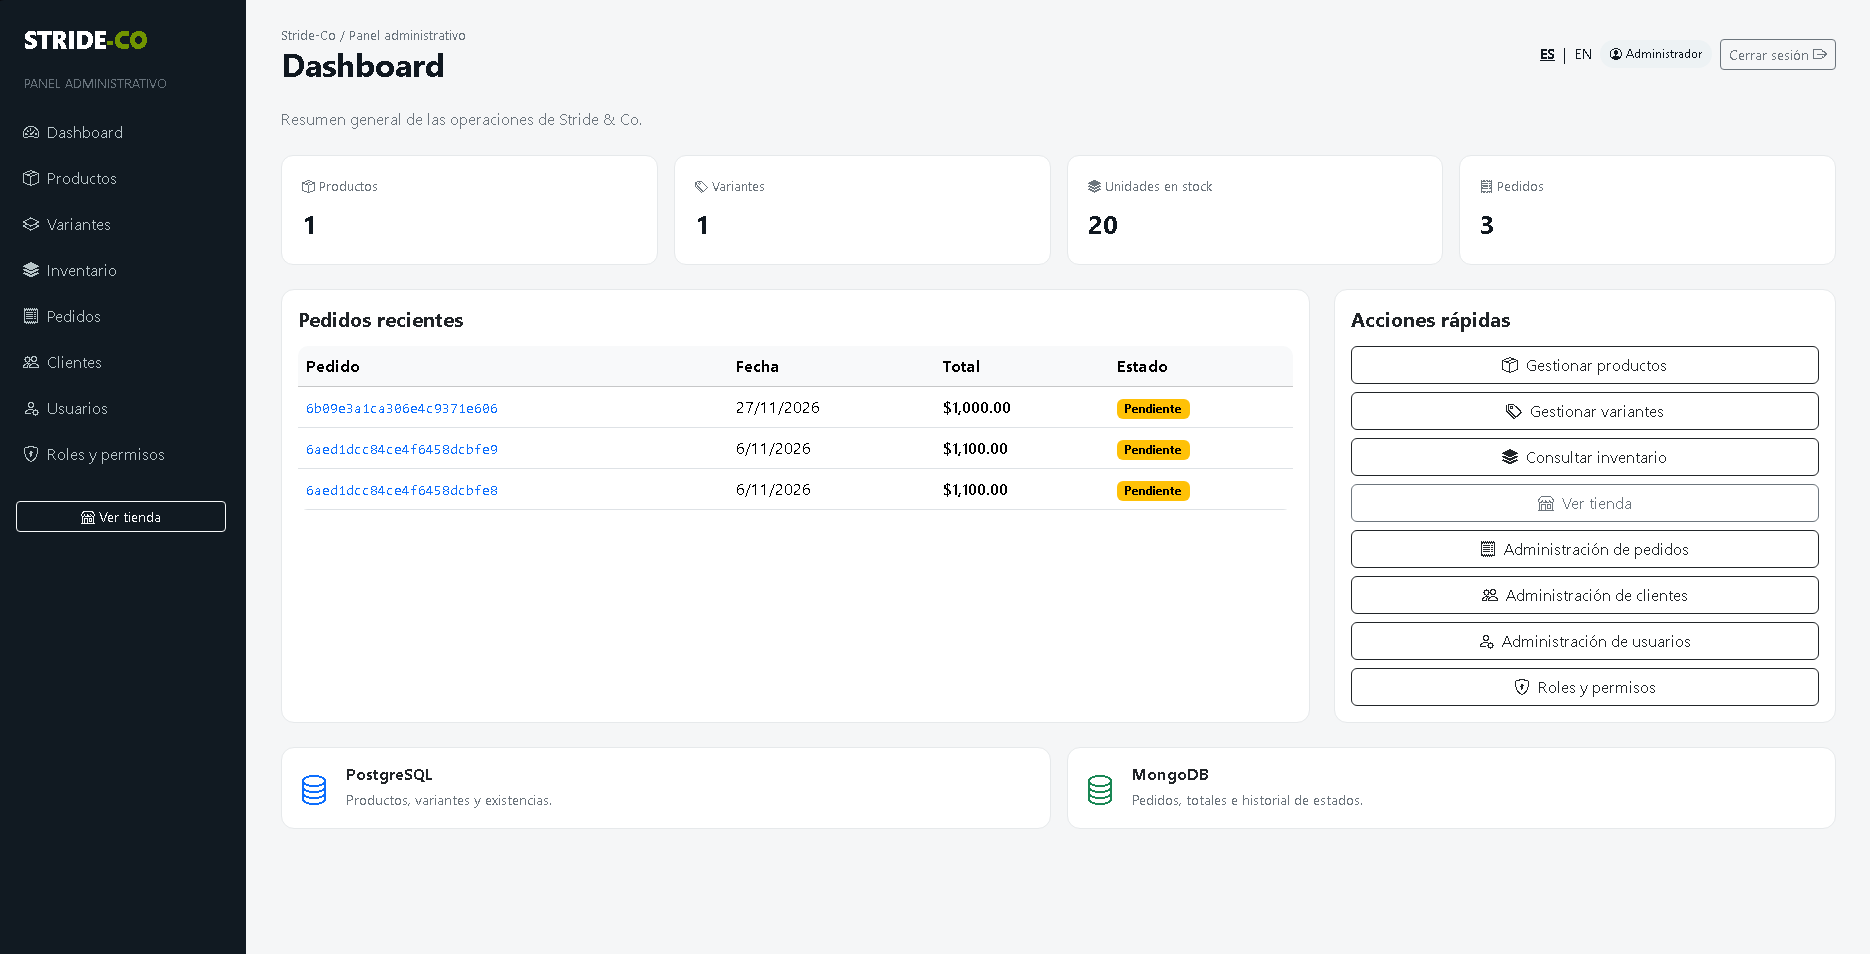 STRIDE-CO
PANEL ADMINISTRATIVO
Dashboard
Productos
Variantes
Inventario
Pedidos
Clientes
Usuarios
Roles y permisos
Ver tienda
Stride-Co / Panel administrativo
Dashboard
ES | EN Administrador Cerrar sesión
Resumen general de las operaciones de Stride & Co.
Productos
1
Variantes
1
Unidades en stock
20
Pedidos
3
Pedidos recientes
Pedido Fecha Total Estado
6b09e3a1ca306e4c9371e606 27/11/2026 $1,000.00 Pendiente
6aed1dcc84ce4f6458dcbfe9 6/11/2026 $1,100.00 Pendiente
6aed1dcc84ce4f6458dcbfe8 6/11/2026 $1,100.00 Pendiente
Acciones rápidas
Gestionar productos
Gestionar variantes
Consultar inventario
Ver tienda
Administración de pedidos
Administración de clientes
Administración de usuarios
Roles y permisos
PostgreSQL
Productos, variantes y existencias.
MongoDB
Pedidos, totales e historial de estados.